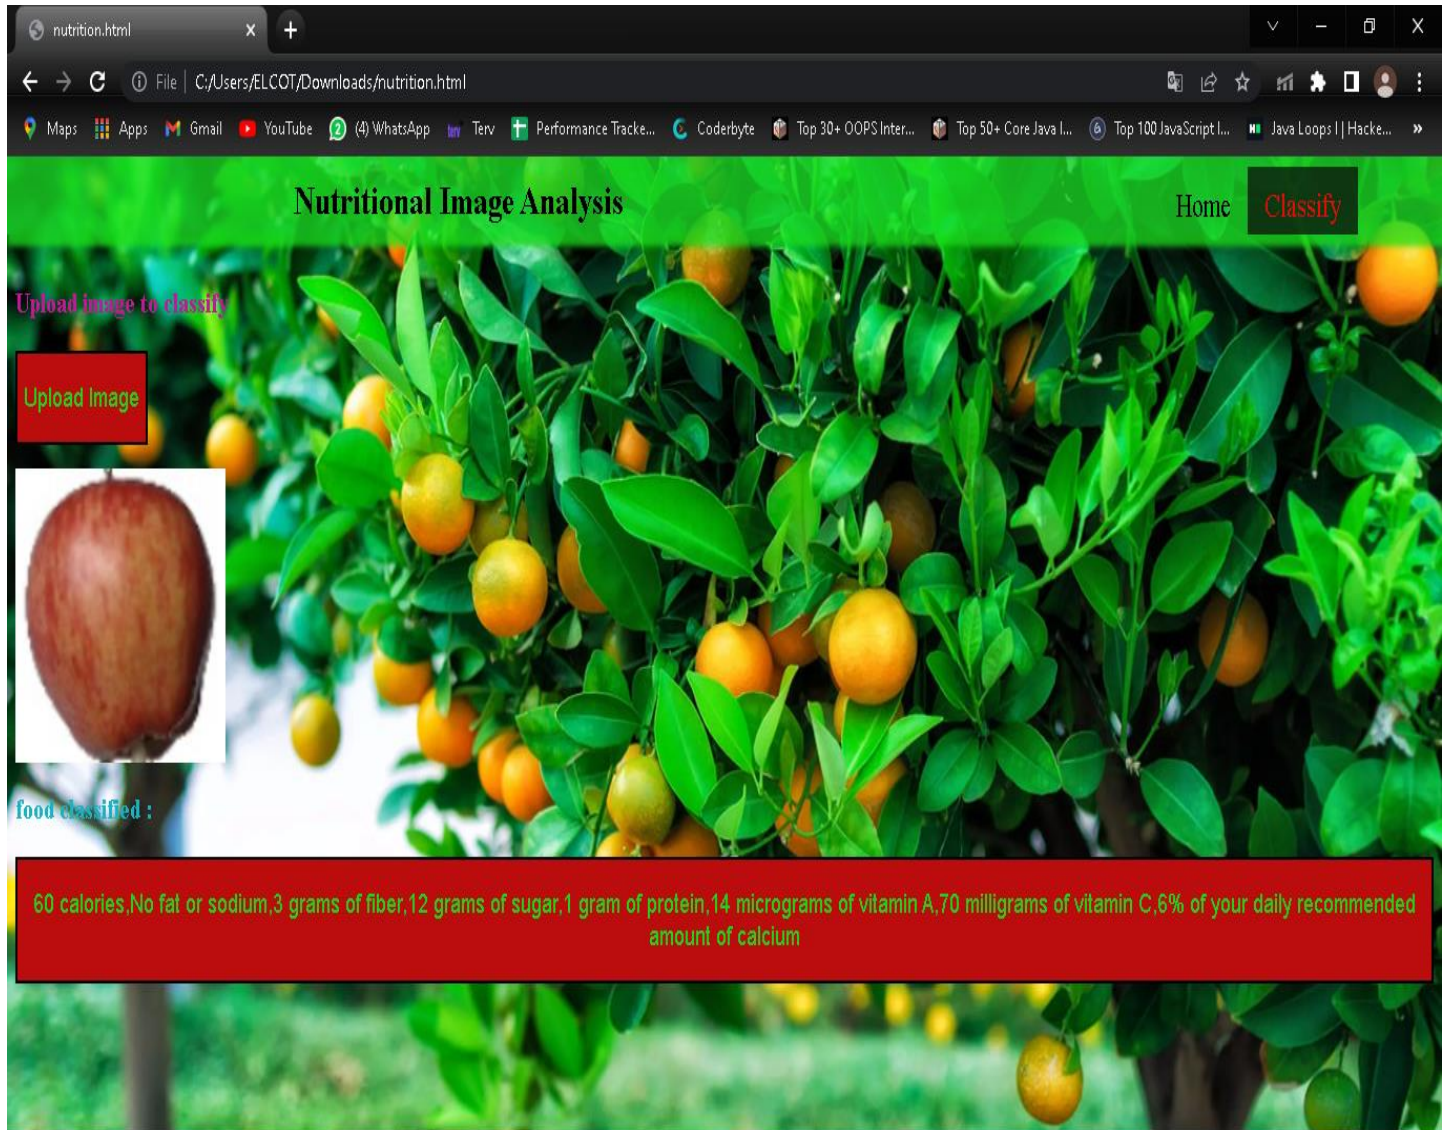 nutrition.html
File | C:/Users/ELCOT/Downloads/nutrition.html
Maps Apps Gmail YouTube (4) WhatsApp Terv Performance Tracke... Coderbyte Top 30+ OOPS Inter... Top 50+ Core Java I... Top 100 JavaScript I... Java Loops I | Hacke... »
Nutritional Image Analysis Home Classify
Upload image to classify
Upload Image
food classified :
60 calories,No fat or sodium,3 grams of fiber,12 grams of sugar,1 gram of protein,14 micrograms of vitamin A,70 milligrams of vitamin C,6% of your daily recommended
amount of calcium